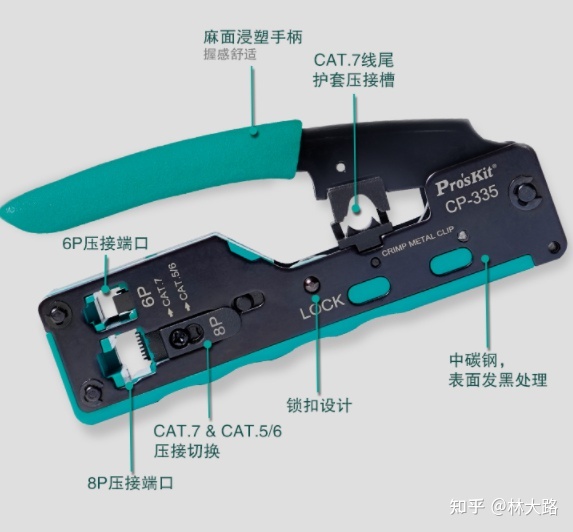 麻面浸塑手柄
握感舒适
CAT.7线尾
护套压接槽
Pro'sKit®
CP-335
CRIMP METAL CLIP
6P压接端口
6P
CAT.7
CAT.5/6
8P
LOCK
中碳钢，
表面发黑处理
锁扣设计
CAT.7 & CAT.5/6
压接切换
8P压接端口
知乎 @林大路